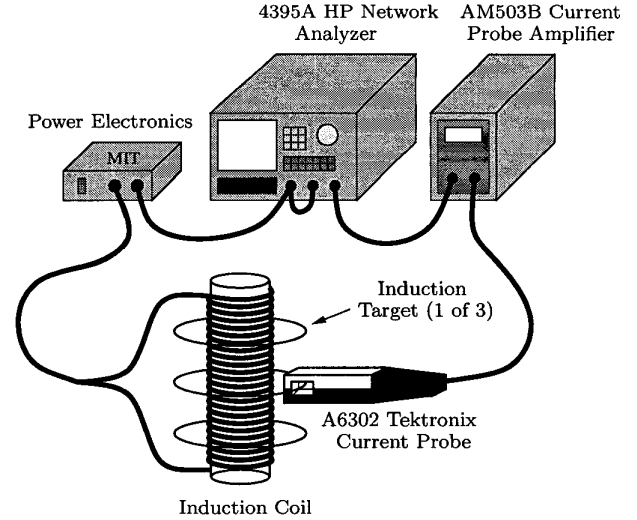 4395A HP Network
Analyzer
AM503B Current
Probe Amplifier
Power Electronics
MIT
Induction
Target (1 of 3)
A6302 Tektronix
Current Probe
Induction Coil